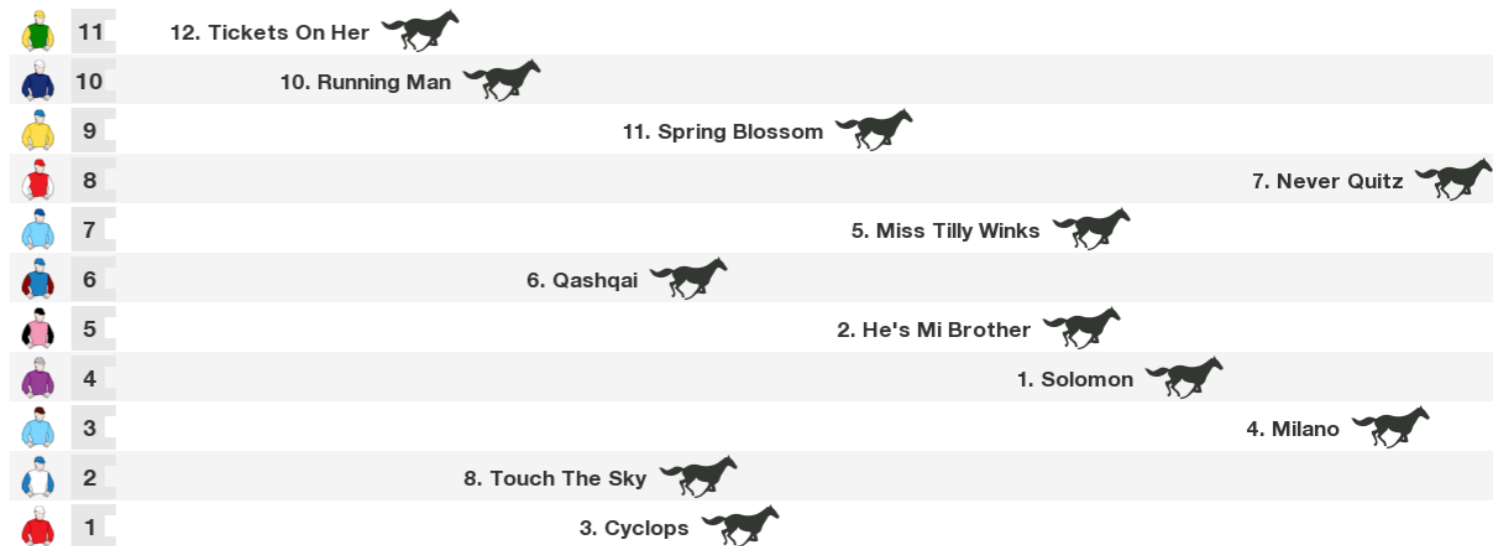 11 12. Tickets On Her
10 10. Running Man
9 11. Spring Blossom
8 7. Never Quitz
7 5. Miss Tilly Winks
6 6. Qashqai
5 2. He's Mi Brother
4 1. Solomon
3 4. Milano
2 8. Touch The Sky
1 3. Cyclops